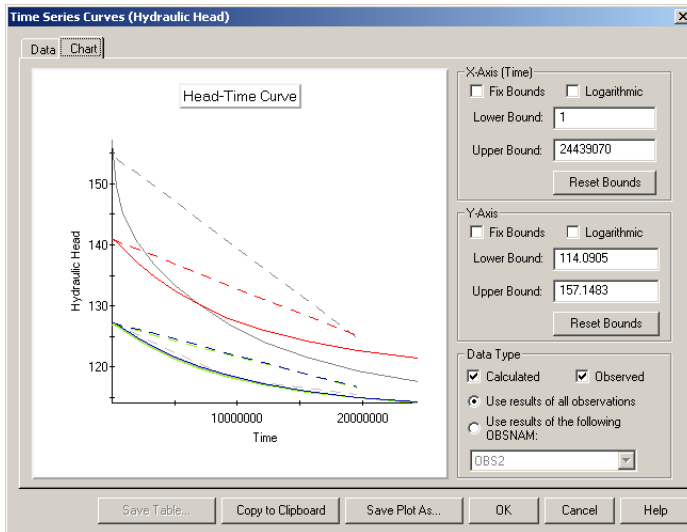 Time Series Curves (Hydraulic Head)
Data
Chart
Head-Time Curve
150
140
130
120
Hydraulic Head
10000000
20000000
Time
X-Axis (Time)
Fix Bounds
Logarithmic
Lower Bound:
1
Upper Bound:
24439070
Reset Bounds
Y-Axis
Fix Bounds
Logarithmic
Lower Bound:
114.0905
Upper Bound:
157.1483
Reset Bounds
Data Type
Calculated
Observed
Use results of all observations
Use results of the following
OBSNAM:
OBS2
Save Table...
Copy to Clipboard
Save Plot As...
OK
Cancel
Help